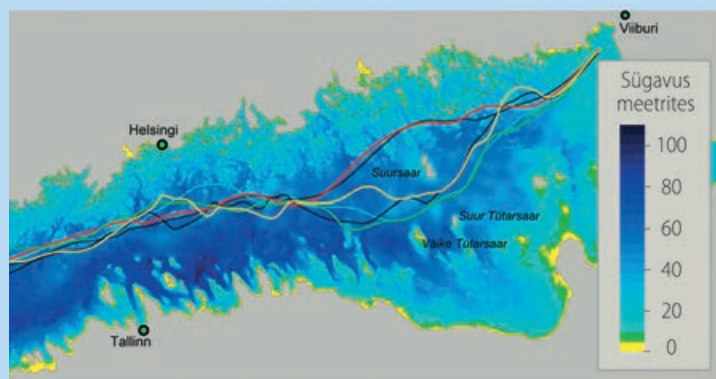 Viiburi
Sügavus
meetrites
100
80
60
40
20
0
Helsingi
Suursaar
Suur Tütarsaar
Väike Tütarsaar
Tallinn